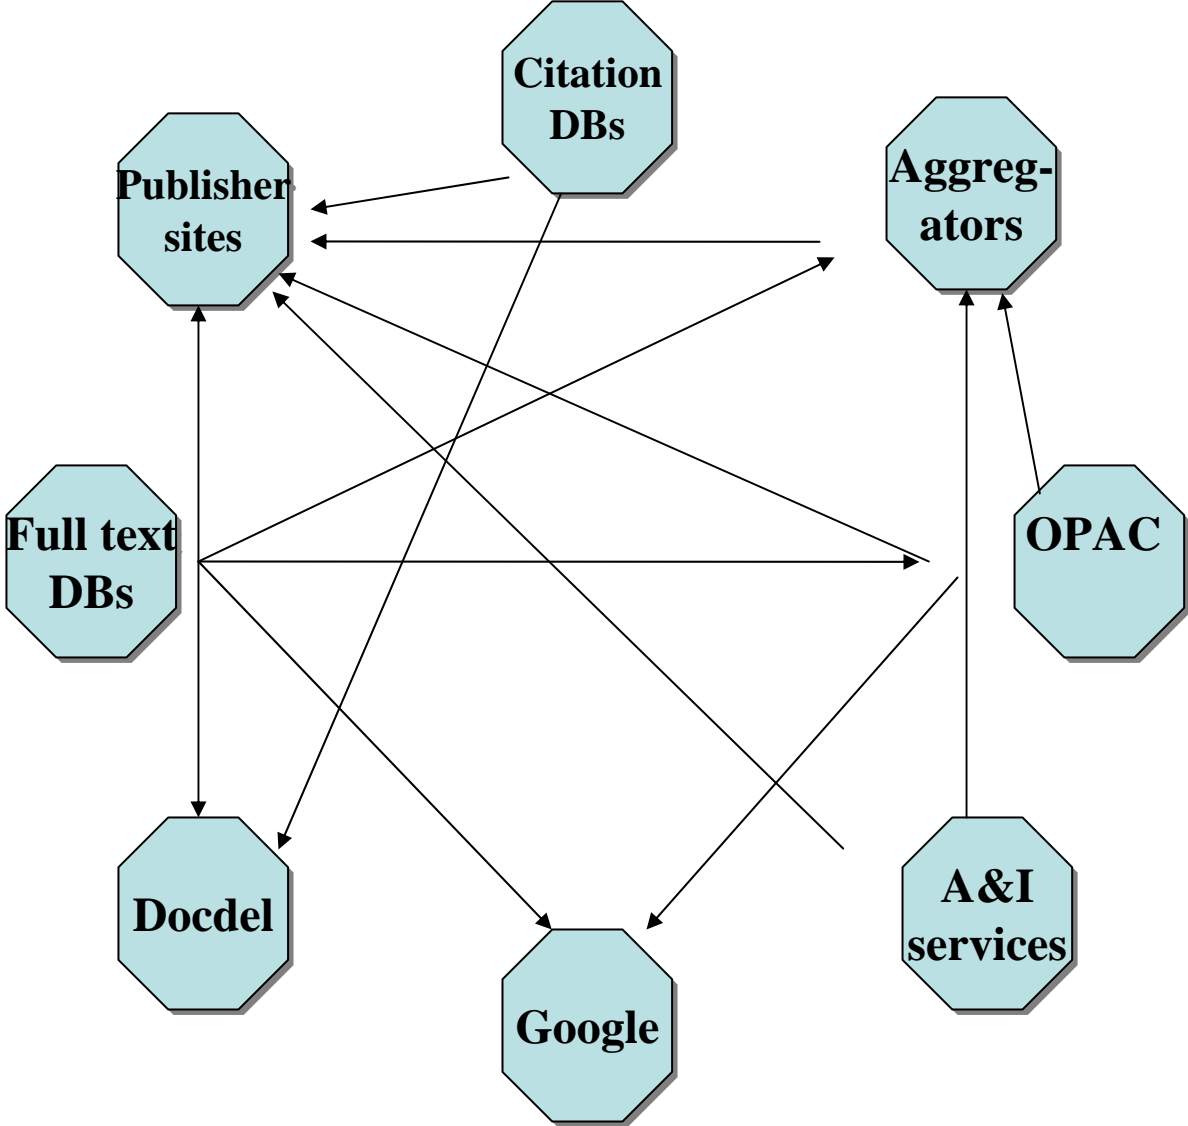 Citation
DBs
Publisher
sites
Aggreg-
ators
Full text
DBs
OPAC
Docdel
A&I
services
Google